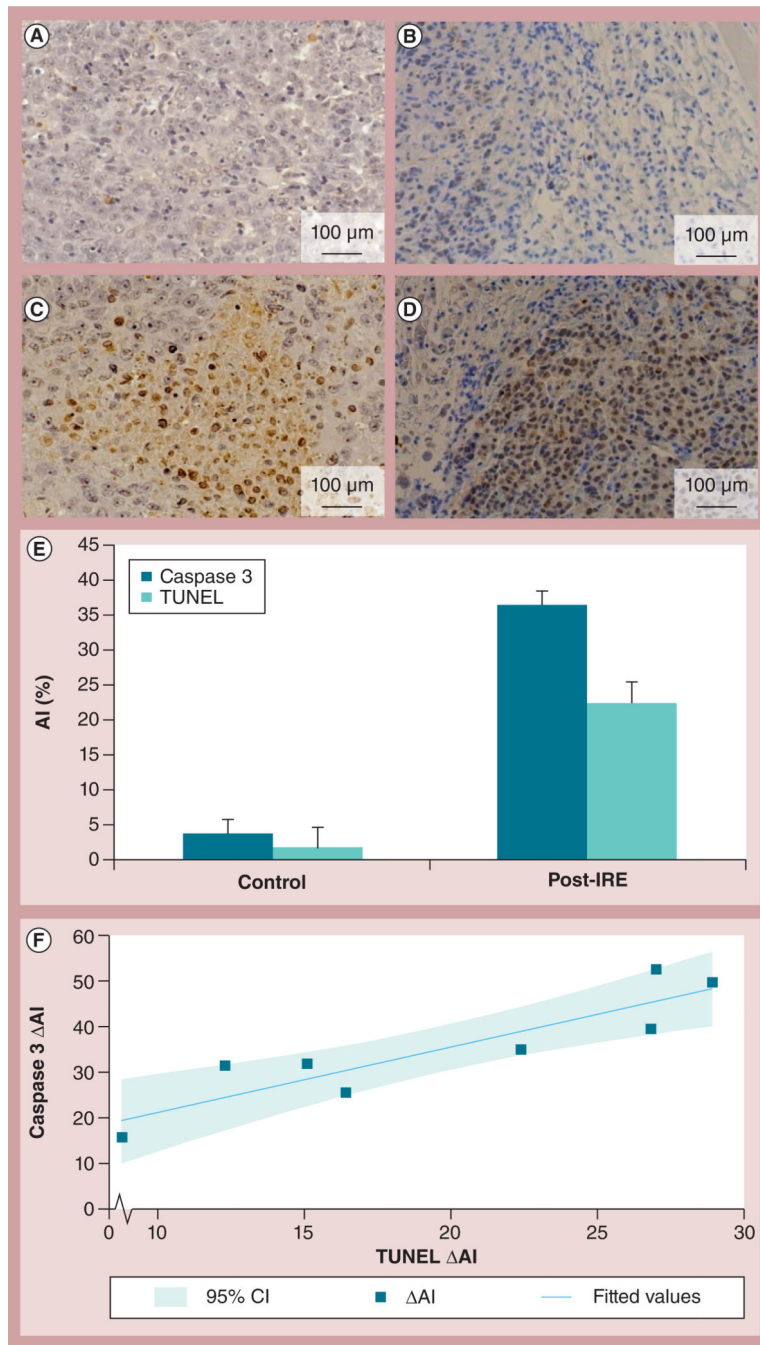 A
B
100 µm
100 µm
C
D
100 µm
100 µm
E
45
40
35
30
25
20
15
10
5
0
AI (%)
Caspase 3
TUNEL
Control
Post-IRE
F
60
50
40
30
20
10
0
Caspase 3 ΔAI
0
10
15
20
25
30
TUNEL ΔAI
95% CI
ΔAI
Fitted values